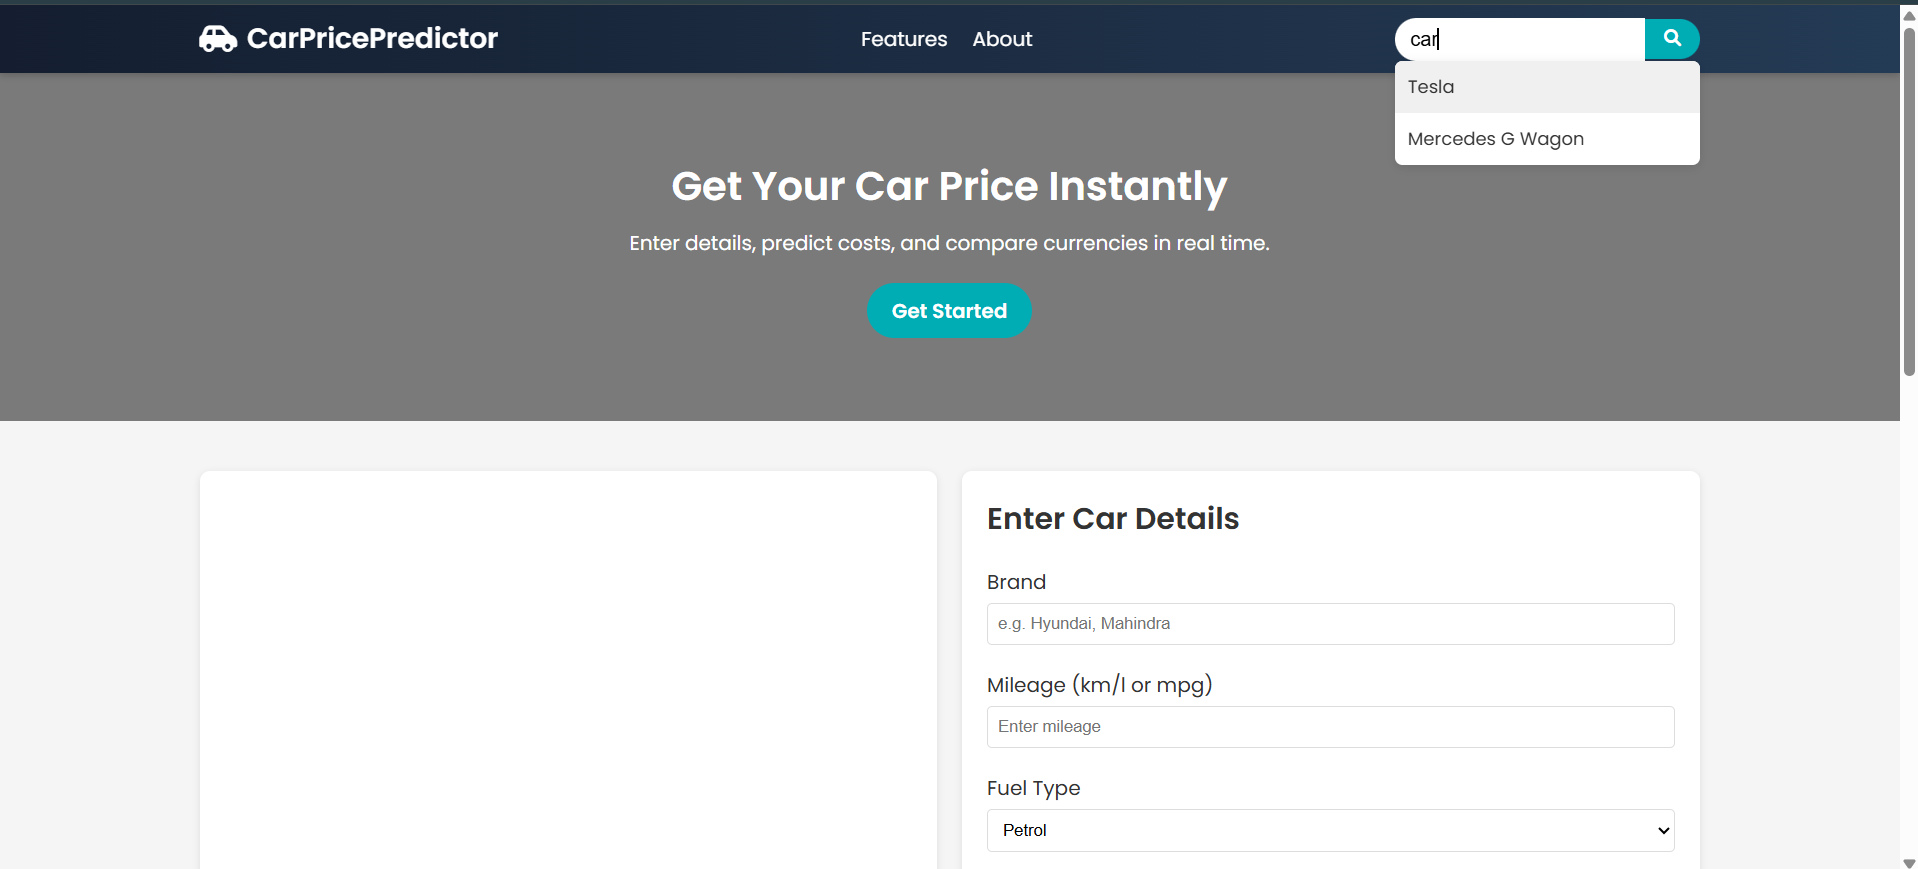 CarPricePredictor
Features
About
car
Tesla
Mercedes G Wagon
Get Your Car Price Instantly
Enter details, predict costs, and compare currencies in real time.
Get Started
Enter Car Details
Brand
e.g. Hyundai, Mahindra
Mileage (km/l or mpg)
Enter mileage
Fuel Type
Petrol